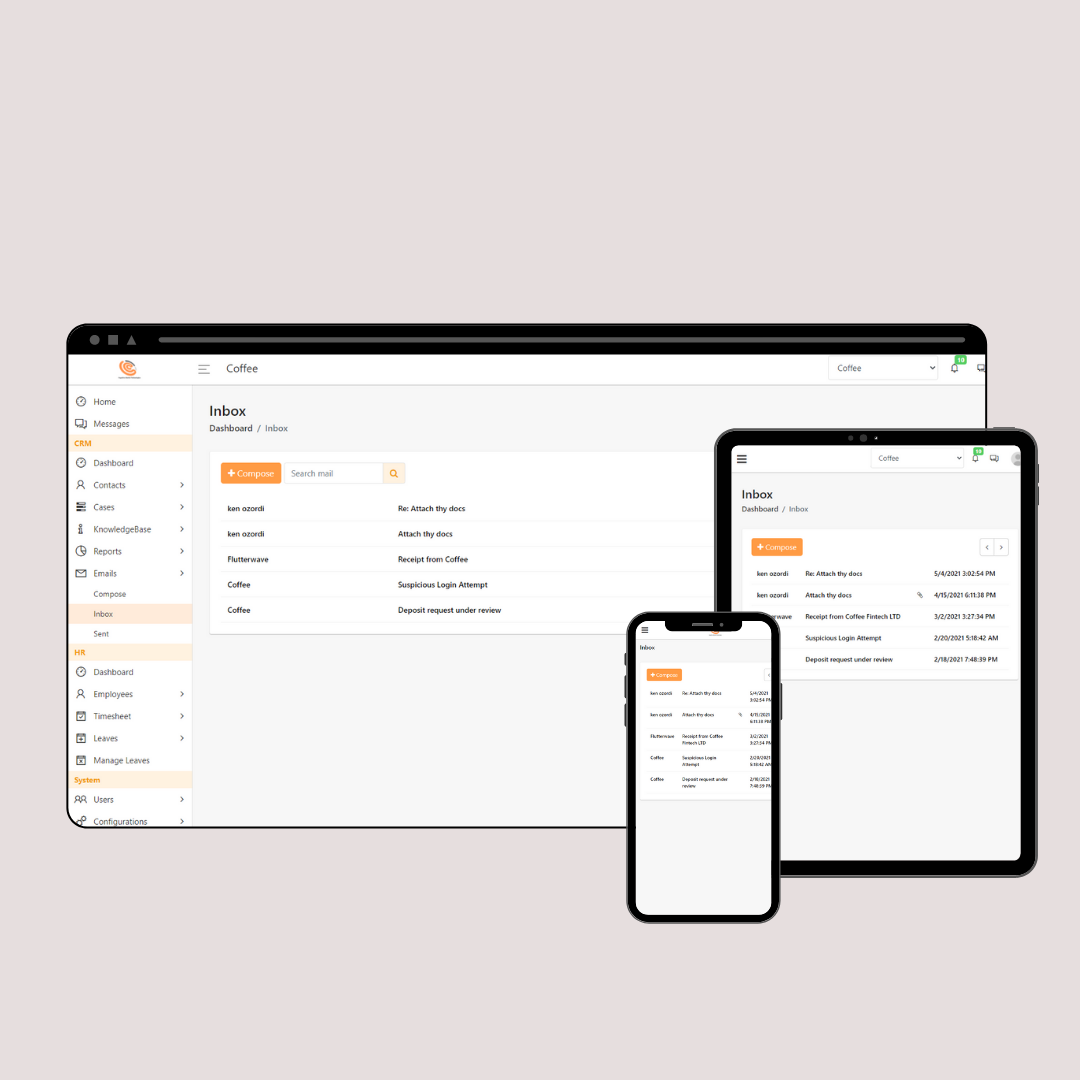 Coffee
Coffee
10
Home
Messages
CRM
Dashboard
Contacts
Cases
KnowledgeBase
Reports
Emails
Compose
Inbox
Sent
HR
Dashboard
Employees
Timesheet
Leaves
Manage Leaves
System
Users
Configurations
Inbox
Dashboard / Inbox
+ Compose Search mail
ken ozordi Re: Attach thy docs
ken ozordi Attach thy docs
Flutterwave Receipt from Coffee
Coffee Suspicious Login Attempt
Coffee Deposit request under review
Coffee
10
Inbox
Dashboard / Inbox
+ Compose
ken ozordi Re: Attach thy docs 5/4/2021 3:02:54 PM
ken ozordi Attach thy docs 4/15/2021 6:11:38 PM
wave Receipt from Coffee Fintech LTD 3/2/2021 3:27:34 PM
Suspicious Login Attempt 2/20/2021 5:18:42 AM
Deposit request under review 2/18/2021 7:48:39 PM
Inbox
+ Compose
ken ozordi Re: Attach thy docs 5/4/2021
3:02:54 PM
ken ozordi Attach thy docs 4/15/2021
6:11:38 PM
Flutterwave Receipt from Coffee 3/2/2021
Fintech LTD 3:27:34 PM
Coffee Suspicious Login 2/20/2021
Attempt 5:18:42 AM
Coffee Deposit request under 2/18/2021
review 7:48:39 PM